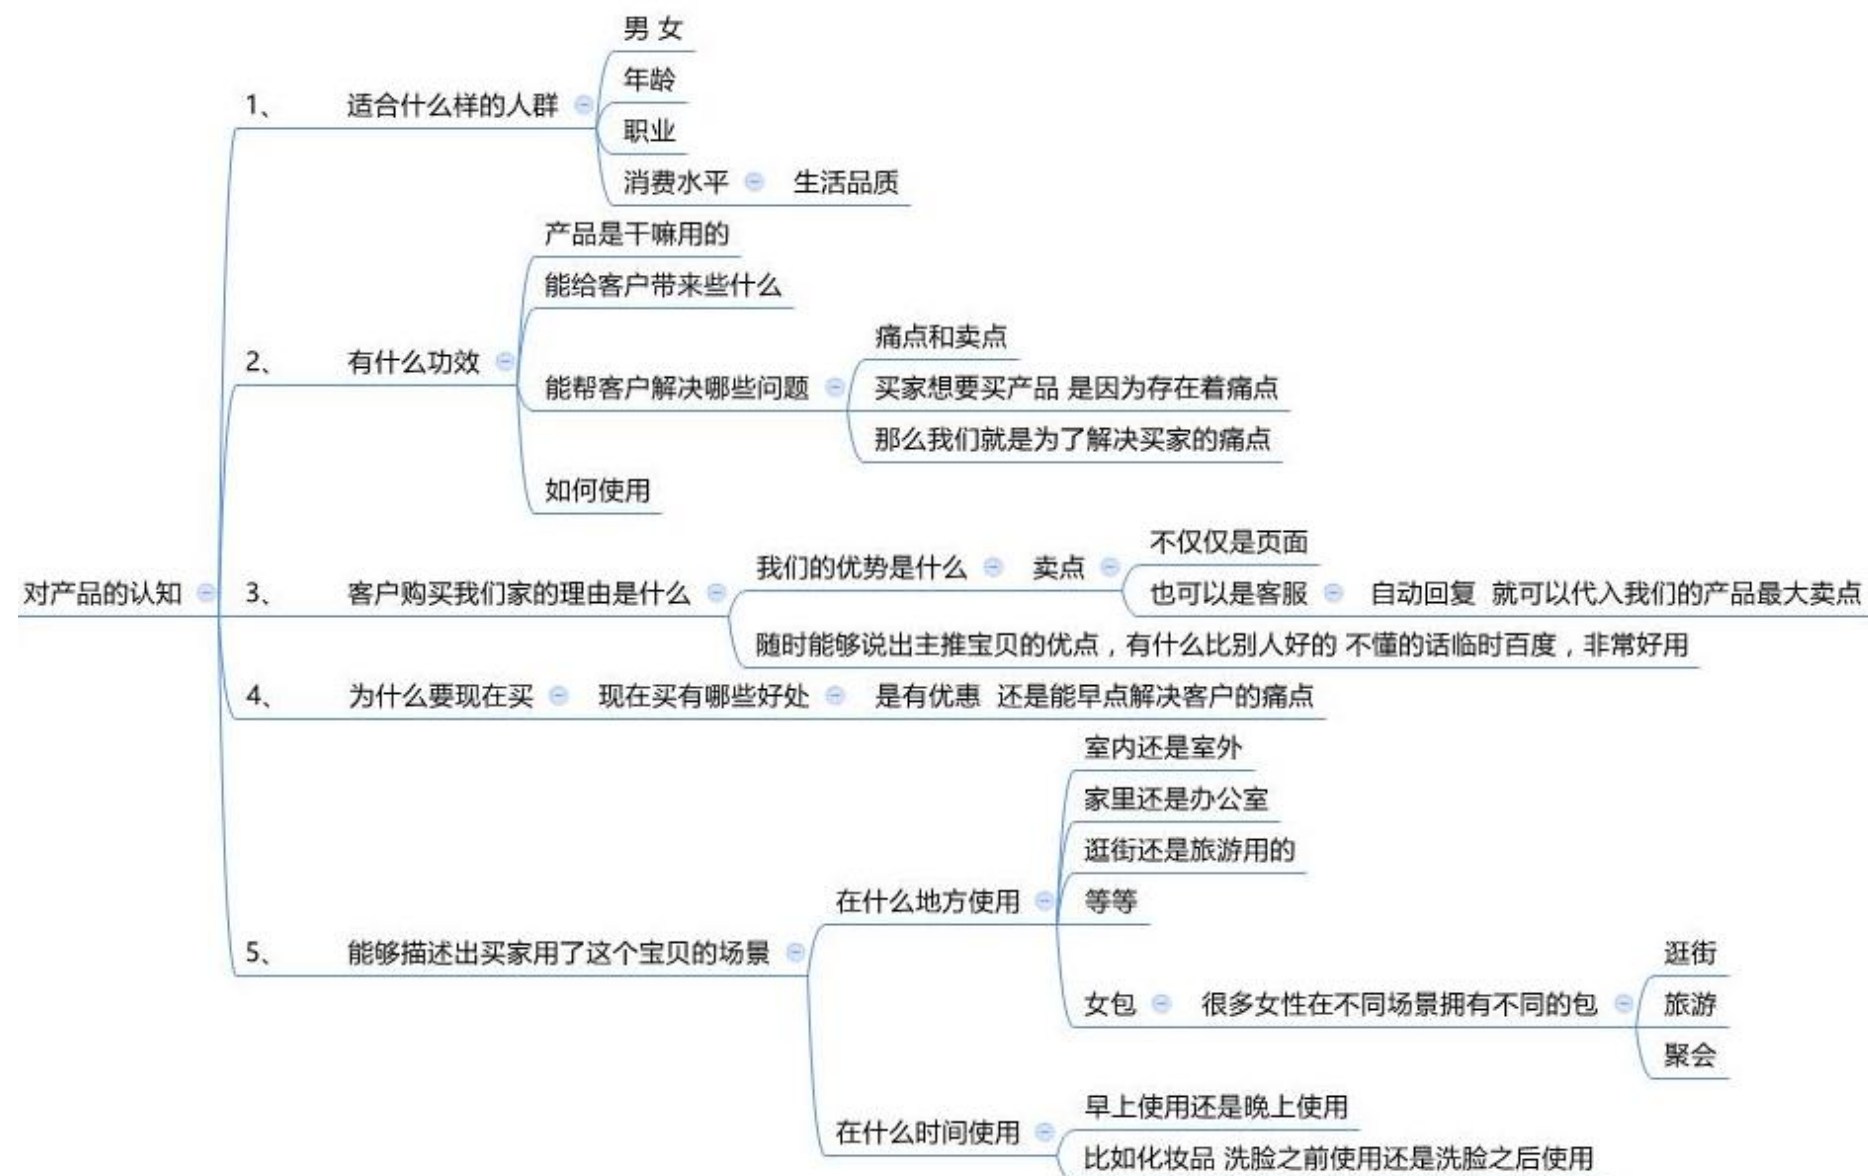 对产品的认知
1、 适合什么样的人群
男 女
年龄
职业
消费水平
生活品质
2、 有什么功效
产品是干嘛用的
能给客户带来些什么
能帮客户解决哪些问题
痛点和卖点
买家想要买产品 是因为存在着痛点
那么我们就是为了解决买家的痛点
如何使用
3、 客户购买我们家的理由是什么
我们的优势是什么
卖点
不仅仅是页面
也可以是客服
自动回复 就可以代入我们的产品最大卖点
随时能够说出主推宝贝的优点，有什么比别人好的 不懂的话临时百度，非常好用
4、 为什么要现在买
现在买有哪些好处
是有优惠 还是能早点解决客户的痛点
5、 能够描述出买家用了这个宝贝的场景
在什么地方使用
室内还是室外
家里还是办公室
逛街还是旅游用的
等等
女包
很多女性在不同场景拥有不同的包
逛街
旅游
聚会
在什么时间使用
早上使用还是晚上使用
比如化妆品 洗脸之前使用还是洗脸之后使用